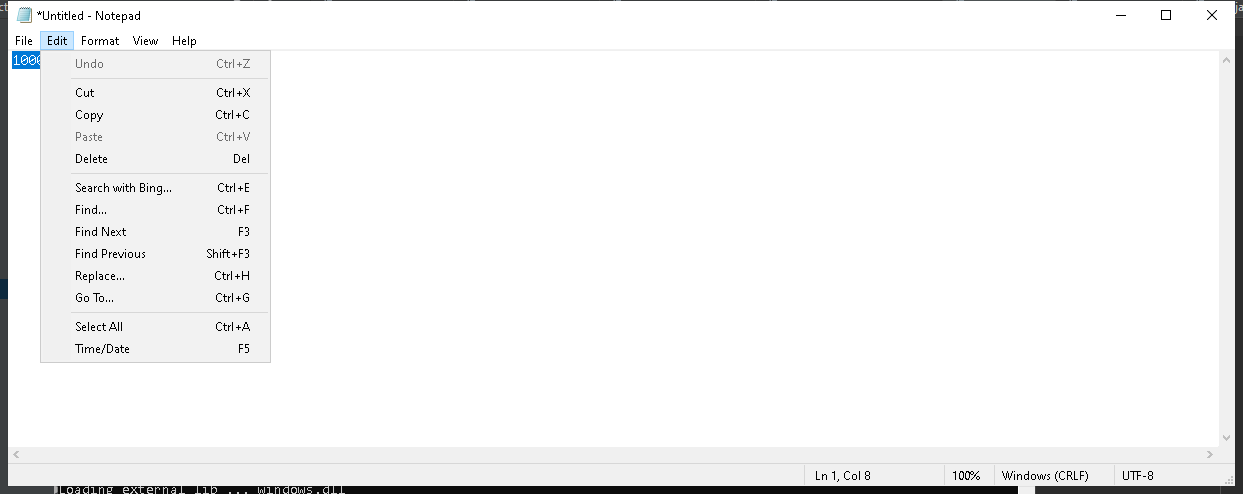 *Untitled - Notepad
File Edit Format View Help
1000
Undo Ctrl+Z
Cut Ctrl+X
Copy Ctrl+C
Paste Ctrl+V
Delete Del
Search with Bing... Ctrl+E
Find... Ctrl+F
Find Next F3
Find Previous Shift+F3
Replace... Ctrl+H
Go To... Ctrl+G
Select All Ctrl+A
Time/Date F5
Ln 1, Col 8 100% Windows (CRLF) UTF-8
Loading external lib ... windows.dll